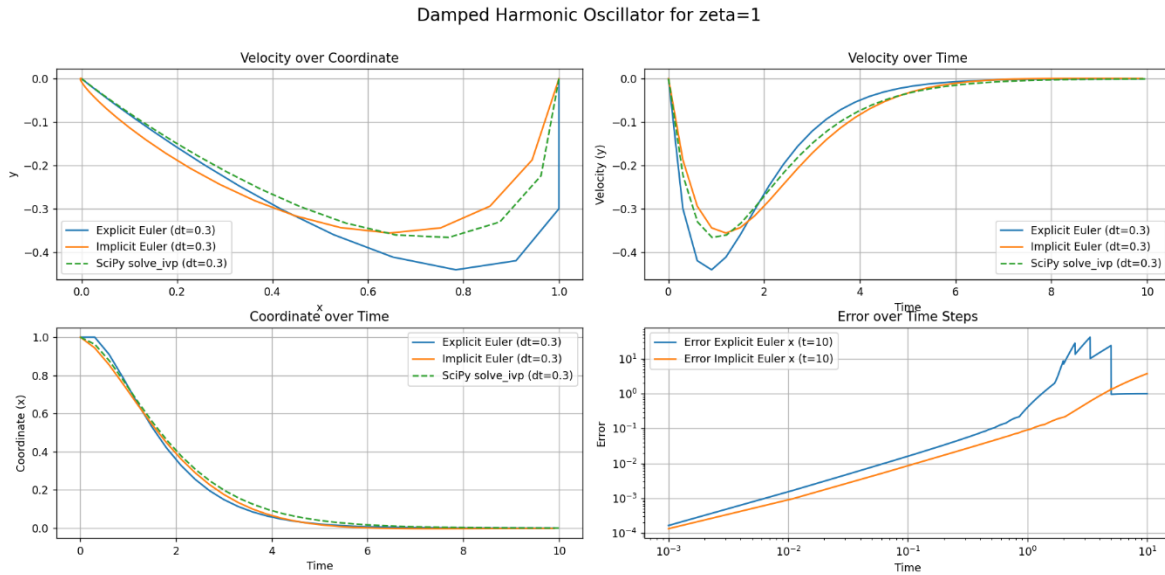 Damped Harmonic Oscillator for zeta=1
Velocity over Coordinate
0.0
−0.1
−0.2
−0.3
−0.4
y
Explicit Euler (dt=0.3)
Implicit Euler (dt=0.3)
SciPy solve_ivp (dt=0.3)
0.0 0.2 0.4 0.6 0.8 1.0
x
Velocity over Time
0.0
−0.1
−0.2
−0.3
−0.4
Velocity (y)
Explicit Euler (dt=0.3)
Implicit Euler (dt=0.3)
SciPy solve_ivp (dt=0.3)
0 2 4 6 8 10
Time
Coordinate over Time
1.0
0.8
0.6
0.4
0.2
0.0
Coordinate (x)
Explicit Euler (dt=0.3)
Implicit Euler (dt=0.3)
SciPy solve_ivp (dt=0.3)
0 2 4 6 8 10
Time
Error over Time Steps
10¹
10⁰
10⁻¹
10⁻²
10⁻³
10⁻⁴
Error
Error Explicit Euler x (t=10)
Error Implicit Euler x (t=10)
10⁻³ 10⁻² 10⁻¹ 10⁰ 10¹
Time